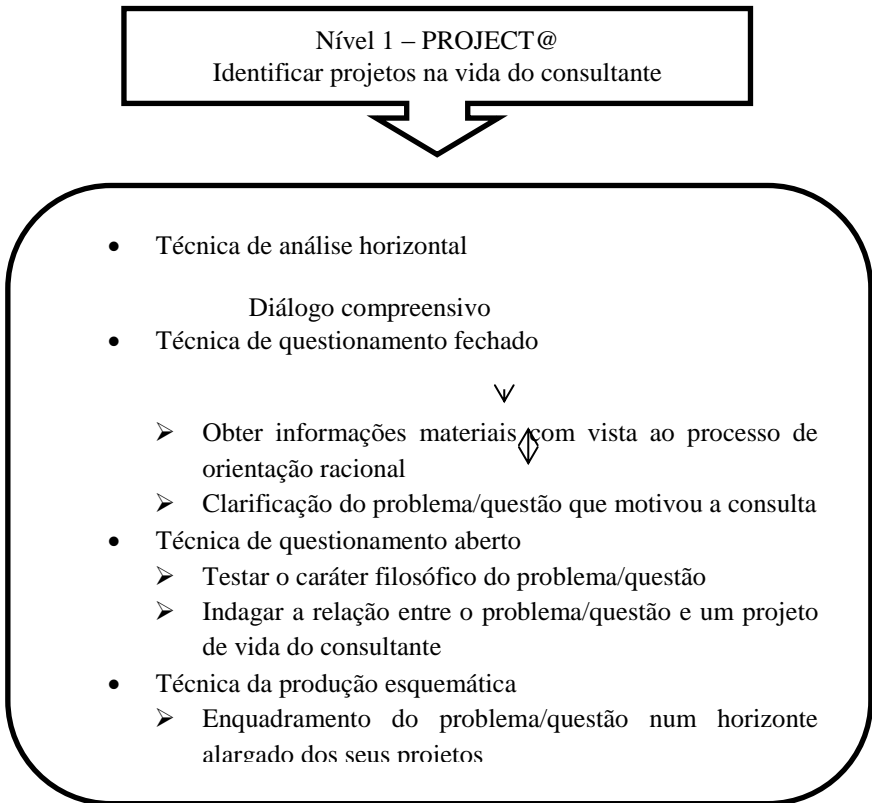 Nível 1 – PROJECT@
Identificar projetos na vida do consultante
• Técnica de análise horizontal
Diálogo compreensivo
• Técnica de questionamento fechado
➢ Obter informações materiais com vista ao processo de
orientação racional
➢ Clarificação do problema/questão que motivou a consulta
• Técnica de questionamento aberto
➢ Testar o caráter filosófico do problema/questão
➢ Indagar a relação entre o problema/questão e um projeto
de vida do consultante
• Técnica da produção esquemática
➢ Enquadramento do problema/questão num horizonte
alargado dos seus projetos